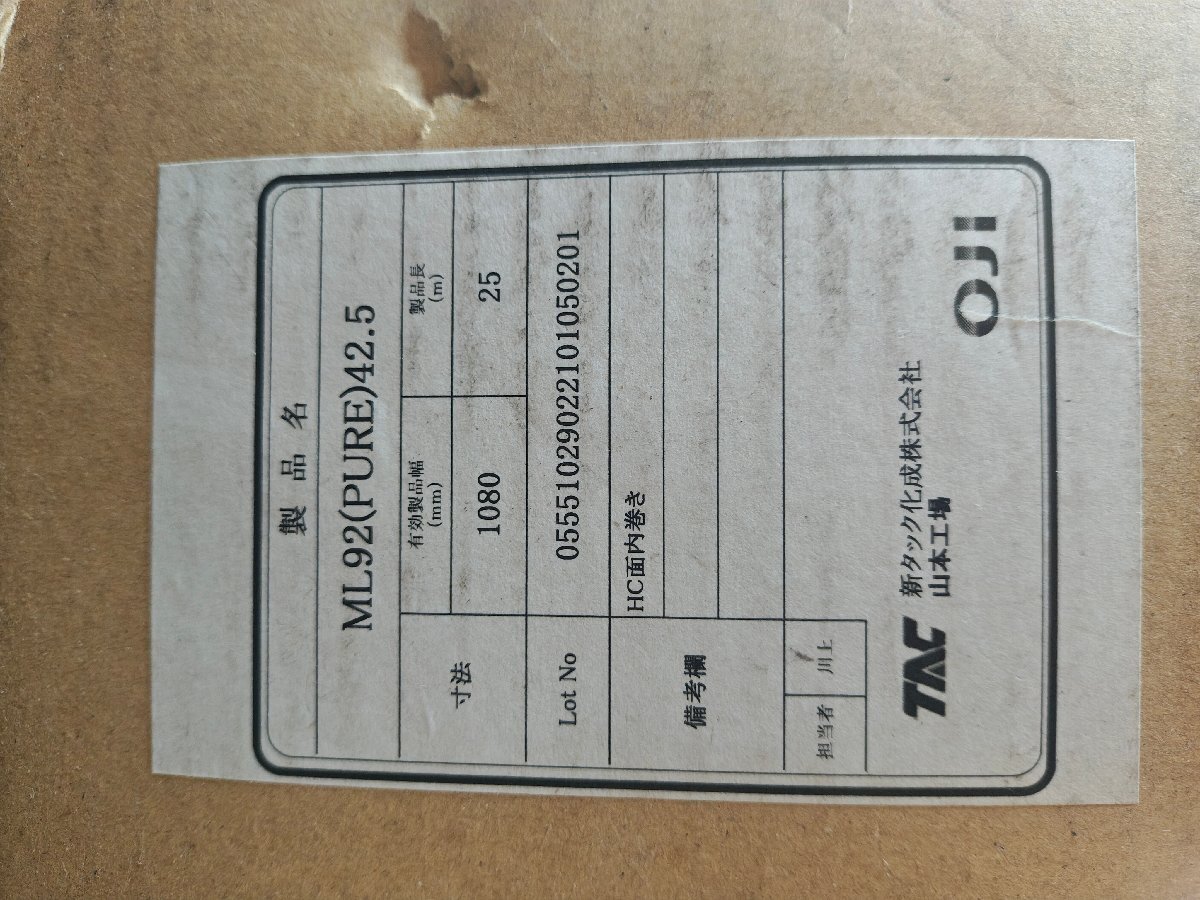 製品名
ML92(PURE)42.5
寸法
有効製品幅
(mm)
製品長
(m)
1080
25
Lot No
05551029022101050201
備考欄
HC面内巻き
担当者
川上
TAC
新タック化成株式会社
山本工場
OJI